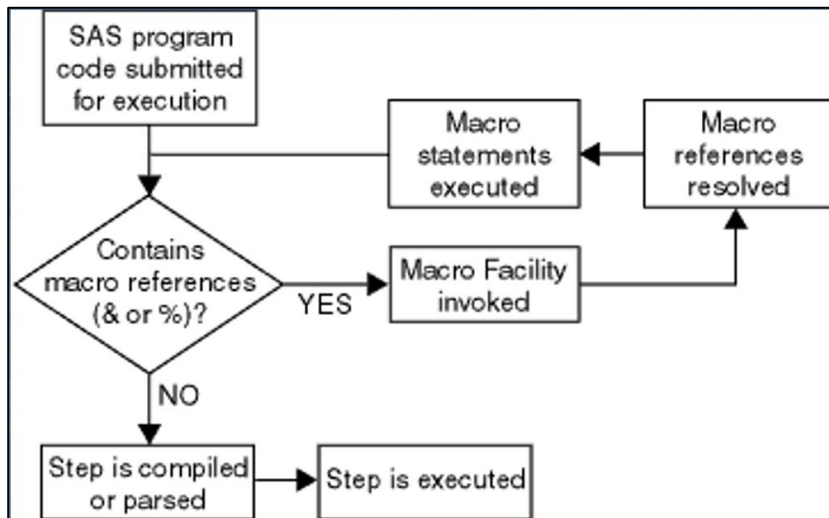 SAS program
code submitted
for execution
Macro
statements
executed
Macro
references
resolved
Contains
macro references
(& or %)?
YES
Macro Facility
invoked
NO
Step is compiled
or parsed
Step is executed